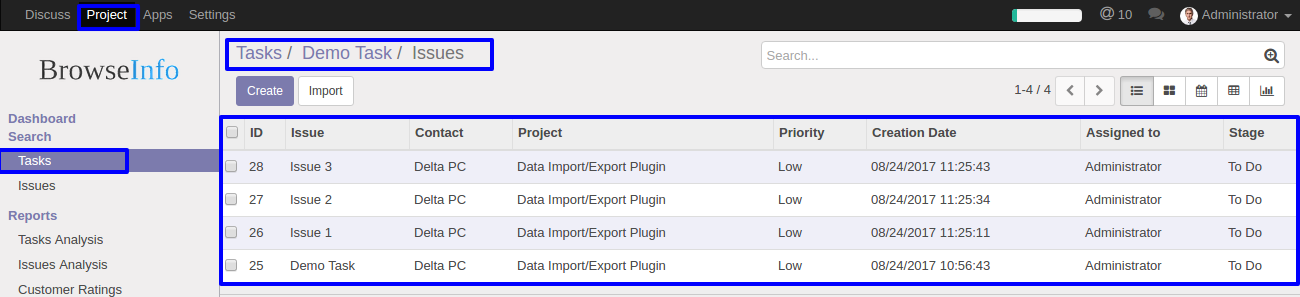 Discuss Project Apps Settings @ 10 Administrator
BrowseInfo
Dashboard
Search
Tasks
Issues
Reports
Tasks Analysis
Issues Analysis
Customer Ratings
Tasks / Demo Task / Issues
Search...
Create Import
1-4 / 4
ID Issue Contact Project Priority Creation Date Assigned to Stage
28 Issue 3 Delta PC Data Import/Export Plugin Low 08/24/2017 11:25:43 Administrator To Do
27 Issue 2 Delta PC Data Import/Export Plugin Low 08/24/2017 11:25:34 Administrator To Do
26 Issue 1 Delta PC Data Import/Export Plugin Low 08/24/2017 11:25:11 Administrator To Do
25 Demo Task Delta PC Data Import/Export Plugin Low 08/24/2017 10:56:43 Administrator To Do